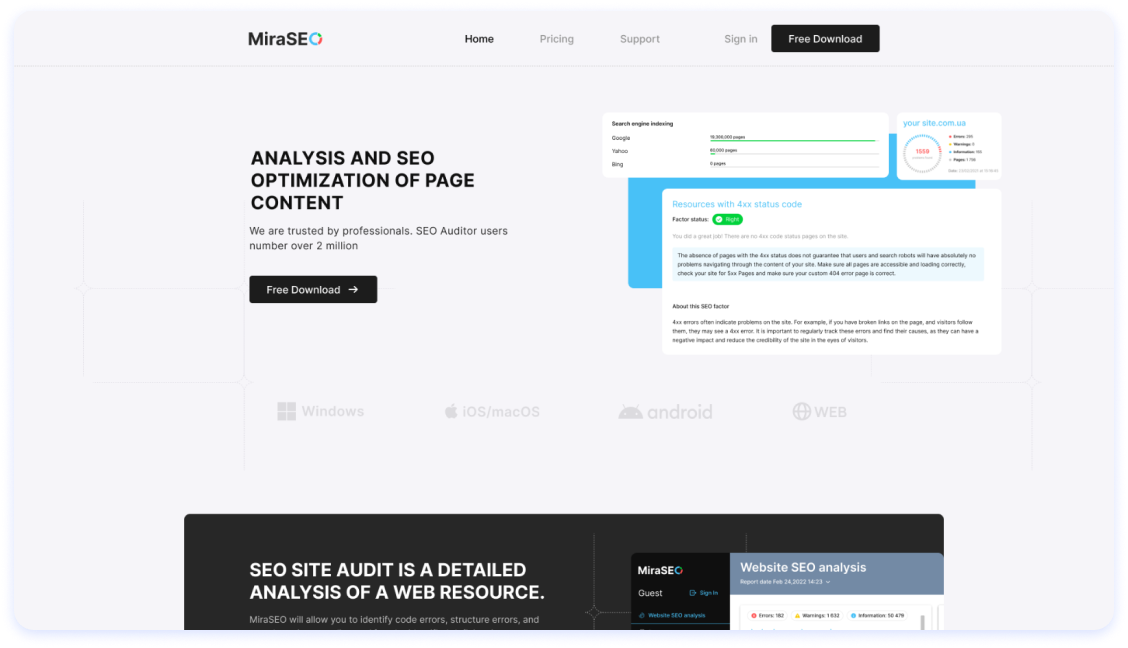 MiraSEO
Home
Pricing
Support
Sign in
Free Download
ANALYSIS AND SEO
OPTIMIZATION OF PAGE
CONTENT
We are trusted by professionals. SEO Auditor users
number over 2 million
Free Download
Search engine indexing
Google
Yahoo
Bing
60,000 pages
0 pages
your site.com.ua
1559
Errors:
Warnings:
Information:
Pages:
Resources with 4xx status code
Factor status:
Right
You did a great job! There are no 4xx code status pages on the site.
The absence of pages with the 4xx status does not guarantee that users and search robots will have absolutely no
problems navigating through the content of your site. Make sure all pages are accessible and loading correctly,
check your site for 5xx Pages and make sure your custom 404 error page is correct.
About this SEO factor
4xx errors often indicate problems on the site. For example, if you have broken links on the page, and visitors follow
them, they may see a 4xx error. It is important to regularly track these errors and find their causes, as they can have a
negative impact and reduce the credibility of the site in the eyes of visitors.
Windows
iOS/macOS
android
WEB
SEO SITE AUDIT IS A DETAILED
ANALYSIS OF A WEB RESOURCE.
MiraSEO will allow you to identify code errors, structure errors, and
MiraSEO
Guest
Sign In
Website SEO analysis
Website SEO analysis
Report date Feb 24,2022 14:23
Errors: 182
Warnings: 1 632
Information: 50 479